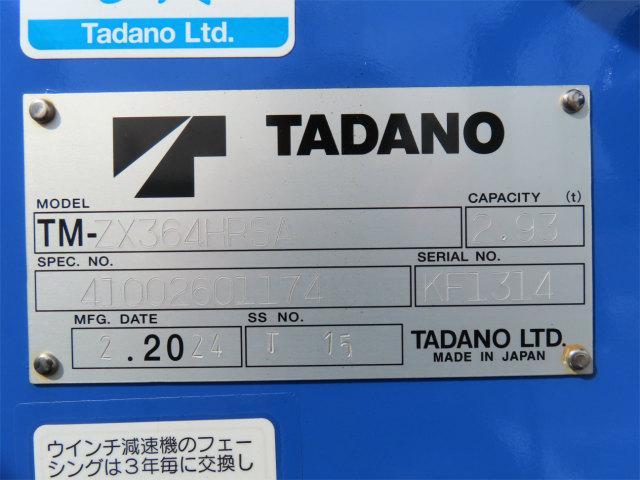 Tadano Ltd.
TADANO
MODEL
CAPACITY (t)
TM-ZX364HRSA
2.93
SPEC. NO.
SERIAL NO.
41002601174
KF1314
MFG. DATE
SS NO.
2.2024
J 15
TADANO LTD.
MADE IN JAPAN
ウインチ減速機のフェー
シングは3年毎に交換し